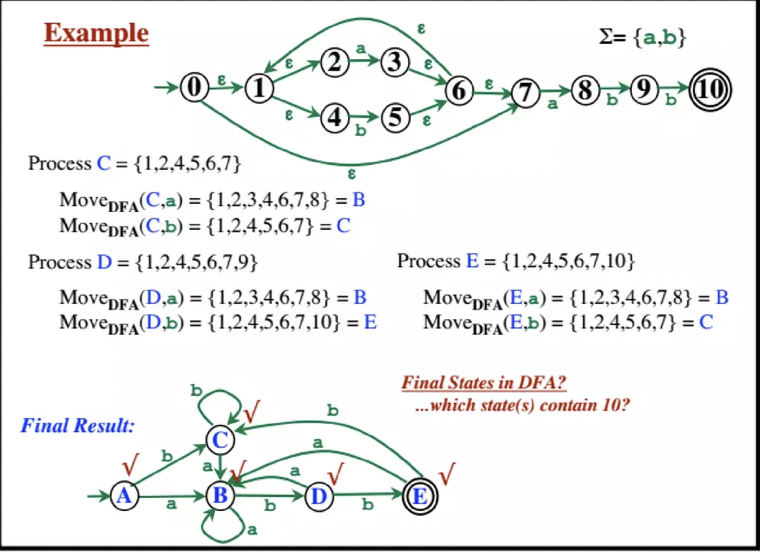 Example
Σ= {a,b}
ε
2 a 3
ε ε
0 ε 1 6 ε 7 a 8 b 9 b 10
ε ε
4 b 5
ε
Process C = {1,2,4,5,6,7}
MoveDFA(C,a) = {1,2,3,4,6,7,8} = B
MoveDFA(C,b) = {1,2,4,5,6,7} = C
Process D = {1,2,4,5,6,7,9}
MoveDFA(D,a) = {1,2,3,4,6,7,8} = B
MoveDFA(D,b) = {1,2,4,5,6,7,10} = E
Process E = {1,2,4,5,6,7,10}
MoveDFA(E,a) = {1,2,3,4,6,7,8} = B
MoveDFA(E,b) = {1,2,4,5,6,7} = C
Final States in DFA?
...which state(s) contain 10?
Final Result:
b
√ b
C
b a a
√ a √ √ √
A a B b D b E
a